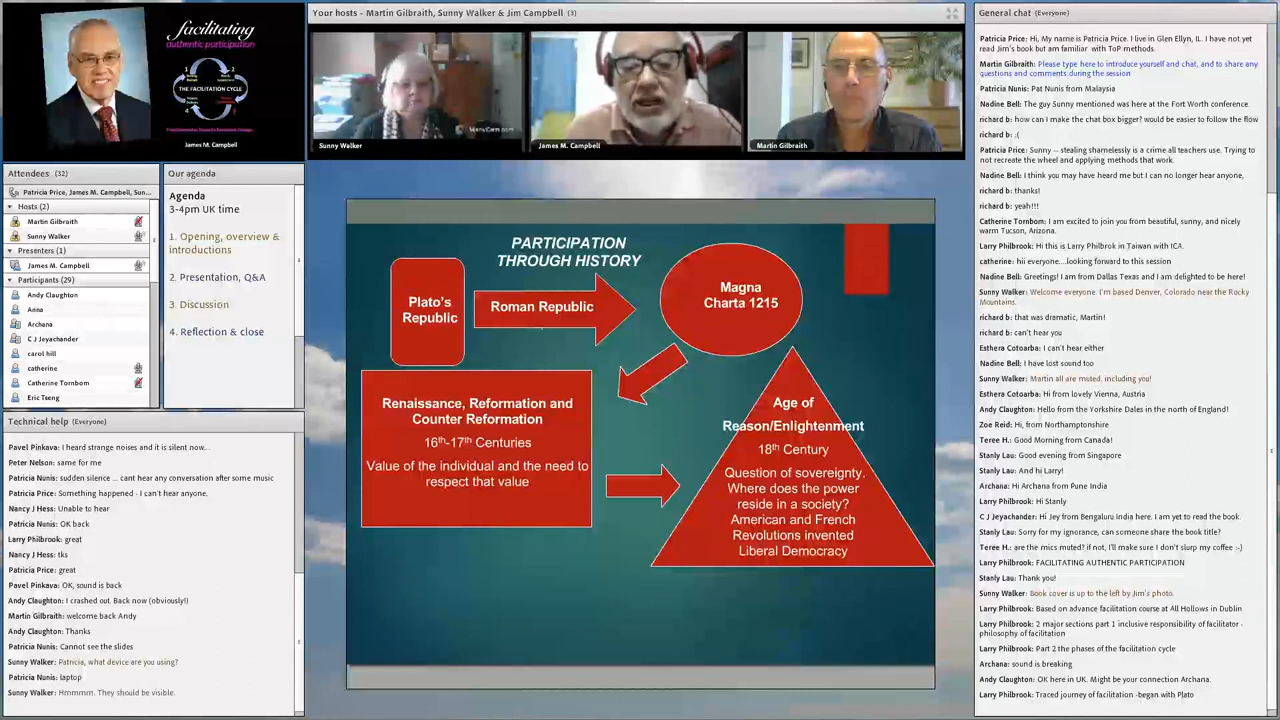 facilitating
authentic participation
THE FACILITATION CYCLE
James M. Campbell
Your hosts - Martin Gilbraith, Sunny Walker & Jim Campbell (3)
Sunny Walker
James M. Campbell
Martin Gilbraith
Attendees (32)
Patricia Price, James M. Campbell, Sun...
Hosts (2)
Martin Gilbraith
Sunny Walker
Presenters (1)
James M. Campbell
Participants (29)
Andy Claughton
Anna
Archana
C J Jeyachander
carol hill
catherine
Catherine Tornbom
Eric Tseng
Our agenda
Agenda
3-4pm UK time
1. Opening, overview &
introductions
2. Presentation, Q&A
3. Discussion
4. Reflection & close
Technical help (Everyone)
Pavel Pinkava: I heard strange noises and it is silent now...
Peter Nelson: same for me
Patricia Nunis: sudden silence ... cant hear any conversation after some music
Patricia Price: Something happened - I can't hear anyone.
Nancy J Hess: Unable to hear
Patricia Nunis: OK back
Larry Philbrook: great
Nancy J Hess: tks
Patricia Price: great
Pavel Pinkava: OK, sound is back
Andy Claughton: I crashed out. Back now (obviously!)
Martin Gilbraith: welcome back Andy
Andy Claughton: Thanks
Patricia Nunis: Cannot see the slides
Sunny Walker: Patricia, what device are you using?
Patricia Nunis: laptop
Sunny Walker: Hmmmm. They should be visible.
PARTICIPATION
THROUGH HISTORY
Plato's
Republic
Roman Republic
Magna
Charta 1215
Renaissance, Reformation and
Counter Reformation
16th-17th Centuries
Value of the individual and the need to
respect that value
Age of
Reason/Enlightenment
18th Century
Question of sovereignty.
Where does the power
reside in a society?
American and French
Revolutions invented
Liberal Democracy
General chat (Everyone)
Patricia Price: Hi, My name is Patricia Price. I live in Glen Ellyn, IL. I have not yet
read Jim's book but am familiar with ToP methods.
Martin Gilbraith: Please type here to introduce yourself and chat, and to share any
questions and comments during the session
Patricia Nunis: Pat Nunis from Malaysia
Nadine Bell: The guy Sunny mentioned was here at the Fort Worth conference.
richard b: how can I make the chat box bigger? would be easier to follow the flow
richard b: ;(
Patricia Price: Sunny -- stealing shamelessly is a crime all teachers use. Trying to
not recreate the wheel and applying methods that work.
Nadine Bell: I think you may have heard me but I can no longer hear anyone,
richard b: thanks!
richard b: yeah!!!
Catherine Tornbom: I am excited to join you from beautiful, sunny, and nicely
warm Tucson, Arizona.
Larry Philbrook: Hi this is Larry Philbrok in Taiwan with ICA.
catherine: hii everyone....looking forward to this session
Nadine Bell: Greetings! I am from Dallas Texas and I am delighted to be here!
Sunny Walker: Welcome everyone. I'm based Denver, Colorado near the Rocky
Mountains.
richard b: that was dramatic, Martin!
richard b: can't hear you
Esthera Cotoarba: I can't hear either
Nadine Bell: I have lost sound too
Sunny Walker: Martin all are muted, including you!
Esthera Cotoarba: Hi from lovely Vienna, Austria
Andy Claughton: Hello from the Yorkshire Dales in the north of England!
Zoe Reid: Hi, from Northamptonshire
Teree H.: Good Morning from Canada!
Stanly Lau: Good evening from Singapore
Stanly Lau: And hi Larry!
Archana: Hi Archana from Pune India
Larry Philbrook: Hi Stanly
C J Jeyachander: Hi Jey from Bengaluru India here. I am yet to read the book.
Stanly Lau: Sorry for my ignorance, can someone share the book title?
Teree H.: are the mics muted? if not, I'll make sure I don't slurp my coffee :-)
Larry Philbrook: FACILITATING AUTHENTIC PARTICIPATION
Stanly Lau: Thank you!
Sunny Walker: Book cover is up to the left by Jim's photo.
Larry Philbrook: Based on advance facilitation course at All Hollows in Dublin
Larry Philbrook: 2 major sections part 1 inclusive responsibility of facilitator -
philosophy of facilitation
Larry Philbrook: Part 2 the phases of the facilitation cycle
Archana: sound is breaking
Andy Claughton: OK here in UK. Might be your connection Archana.
Larry Philbrook: Traced journey of facilitation -began with Plato